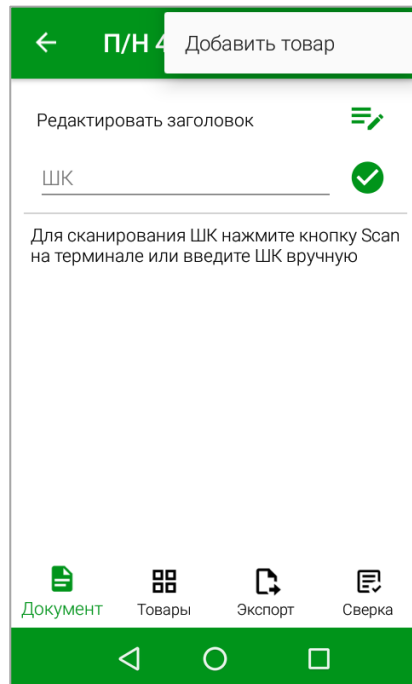 П/Н 4
Добавить товар
Редактировать заголовок
ШК
Для сканирования ШК нажмите кнопку Scan
на терминале или введите ШК вручную
Документ
Товары
Экспорт
Сверка